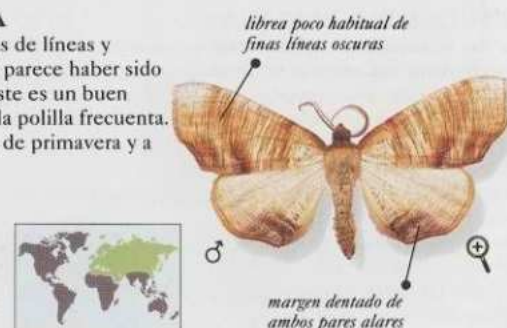 A
s de líneas y
parece haber sido
ste es un buen
la polilla frecuenta.
de primavera y a
librea poco habitual de
finas líneas oscuras
♂
margen dentado de
ambos pares alares